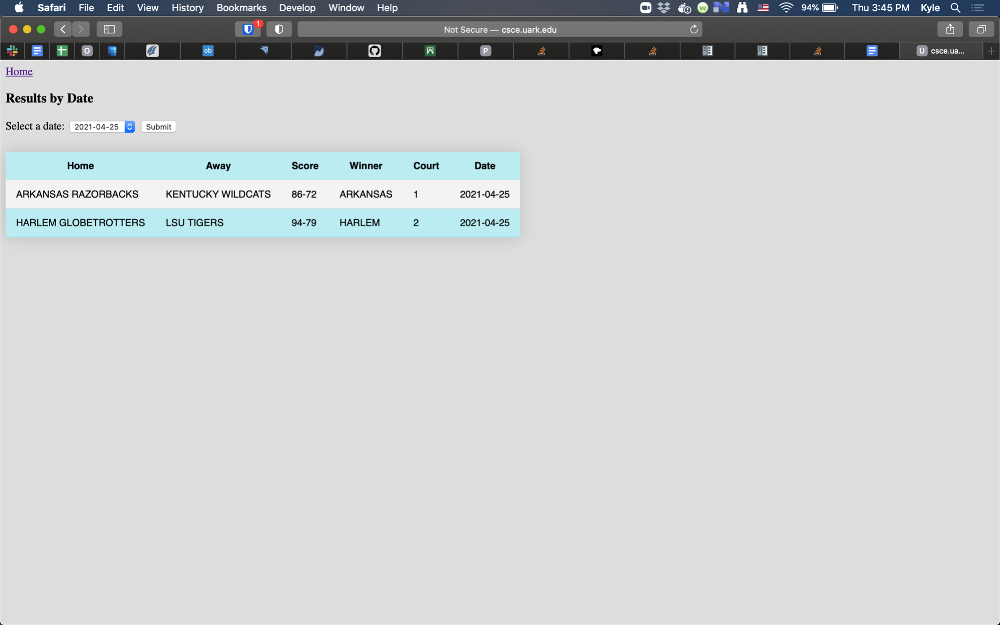 Safari File Edit View History Bookmarks Develop Window Help W 94% Thu 3:45 PM Kyle
1 Not Secure — csce.uark.edu
O cb P U csce.ua...
Home
Results by Date
Select a date: 2021-04-25 Submit
Home Away Score Winner Court Date
ARKANSAS RAZORBACKS KENTUCKY WILDCATS 86-72 ARKANSAS 1 2021-04-25
HARLEM GLOBETROTTERS LSU TIGERS 94-79 HARLEM 2 2021-04-25